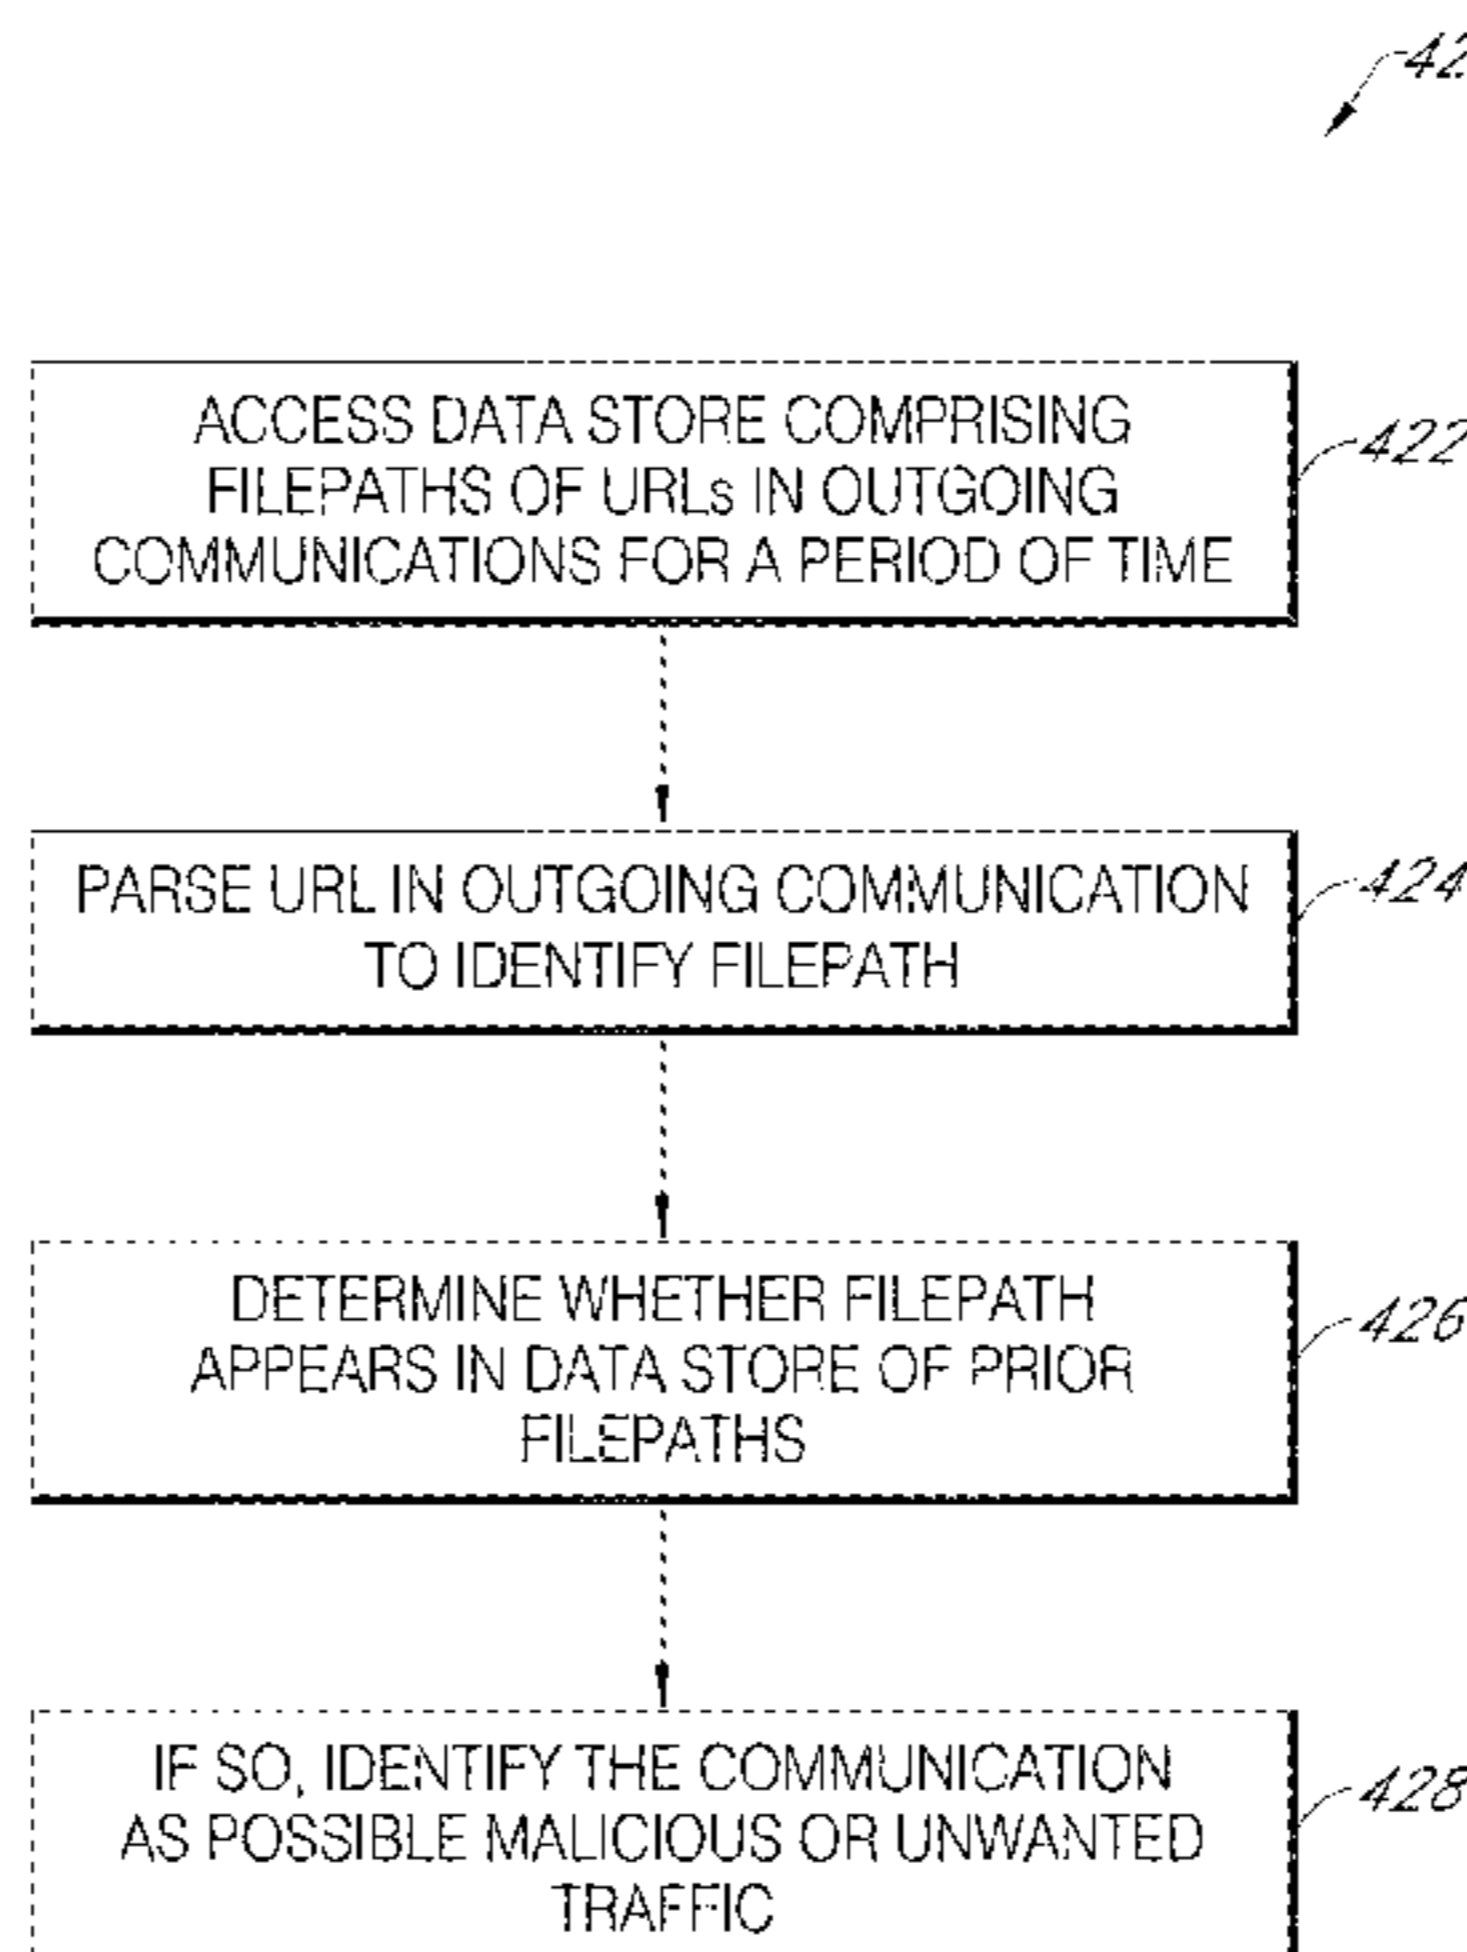 42
ACCESS DATA STORE COMPRISING
FILEPATHS OF URLs IN OUTGOING
COMMUNICATIONS FOR A PERIOD OF TIME
422
PARSE URL IN OUTGOING COMMUNICATION
TO IDENTIFY FILEPATH
424
DETERMINE WHETHER FILEPATH
APPEARS IN DATA STORE OF PRIOR
FILEPATHS
426
IF SO, IDENTIFY THE COMMUNICATION
AS POSSIBLE MALICIOUS OR UNWANTED
TRAFFIC
428